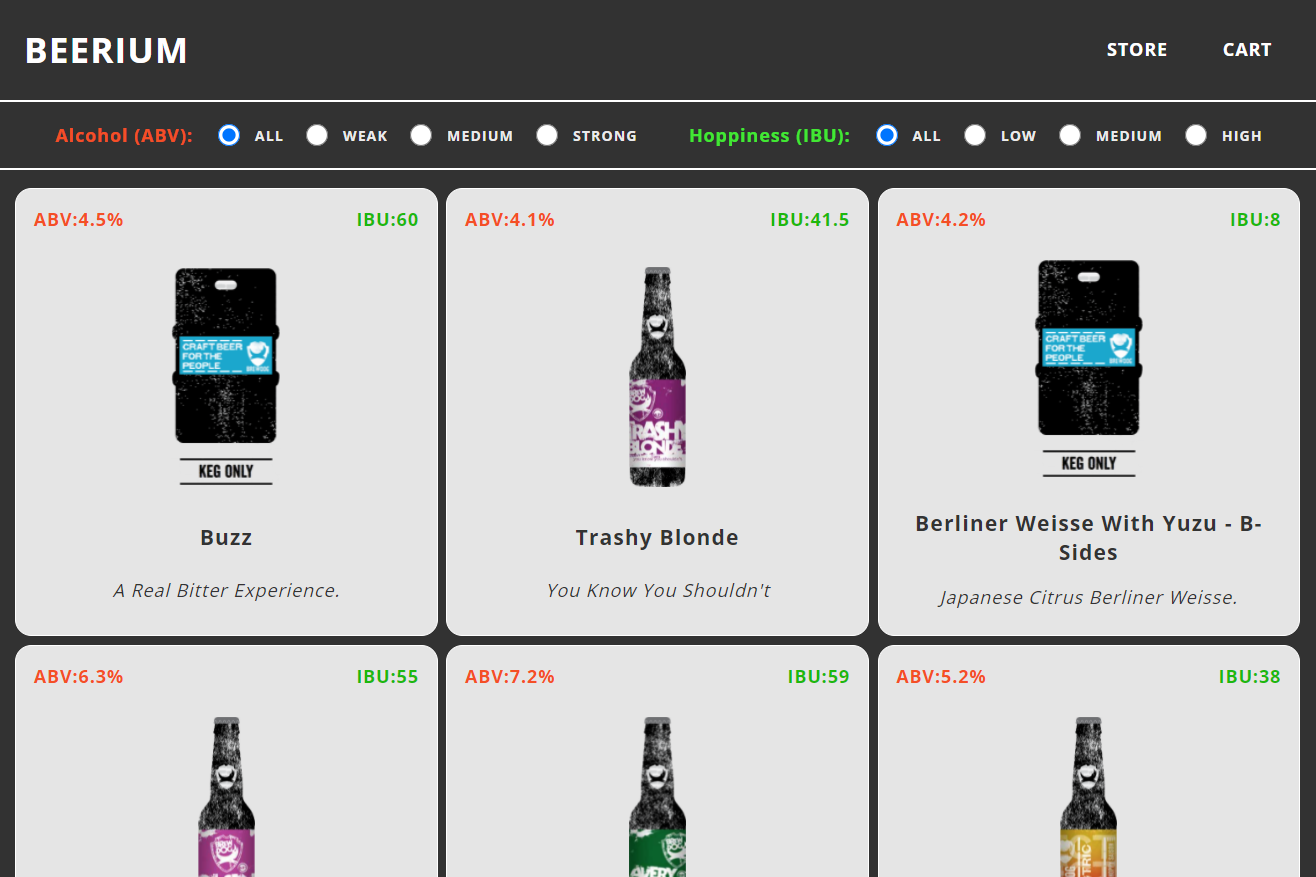 BEERIUM
STORE CART
Alcohol (ABV): ALL WEAK MEDIUM STRONG Hoppiness (IBU): ALL LOW MEDIUM HIGH
ABV:4.5% IBU:60
CRAFT BEER
FOR THE
PEOPLE
KEG ONLY
Buzz
A Real Bitter Experience.
ABV:4.1% IBU:41.5
TRASHY
BLONDE
Trashy Blonde
You Know You Shouldn't
ABV:4.2% IBU:8
CRAFT BEER
FOR THE
PEOPLE
KEG ONLY
Berliner Weisse With Yuzu - B-
Sides
Japanese Citrus Berliner Weisse.
ABV:6.3% IBU:55
ABV:7.2% IBU:59
ABV:5.2% IBU:38